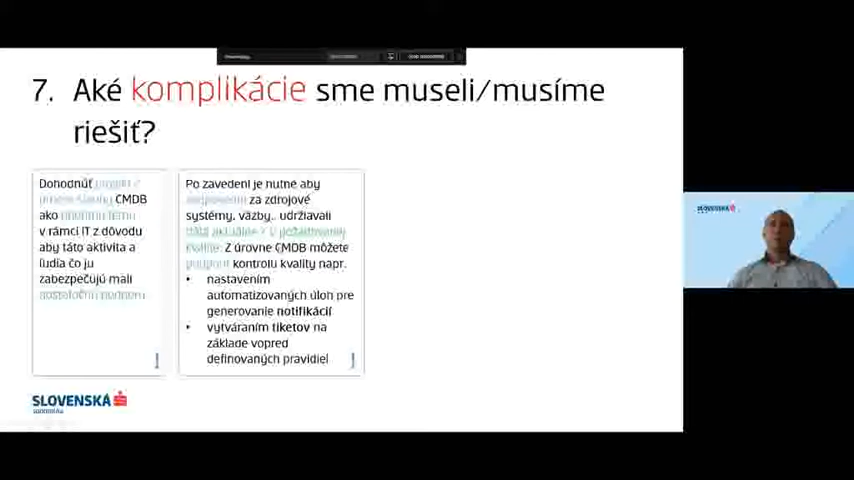 7. Aké komplikácie sme museli/musíme
riešiť?
Dohodnúť
CMDB
ako
v rámci IT z dôvodu
aby táto aktivita a
ľudia čo ju
zabezpečujú mali
Po zavedení je nutné aby
za zdrojové
systémy, väzby.. udržiavali
Z úrovne CMDB môžete
kontrolu kvality napr.
• nastavením
automatizovaných úloh pre
generovanie notifikácií
• vytváraním tiketov na
základe vopred
definovaných pravidiel
SLOVENSKÁ
SLOVENSKÁ